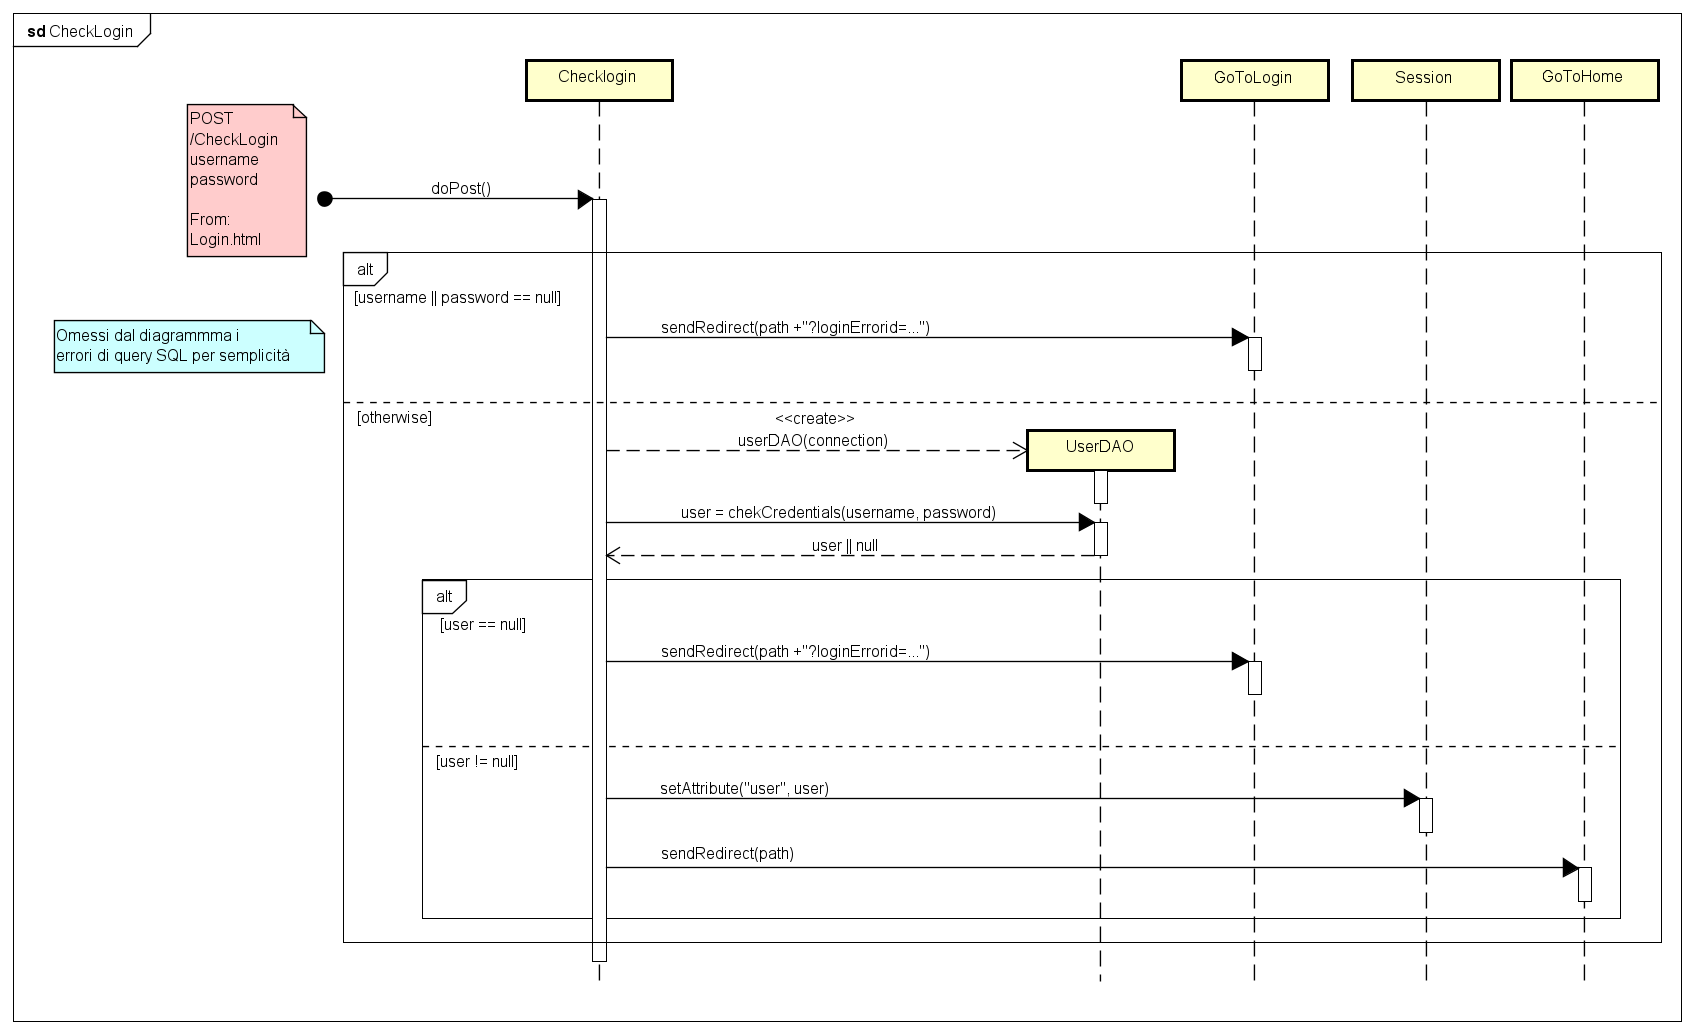 sd CheckLogin
Checklogin
GoToLogin
Session
GoToHome
POST
/CheckLogin
username
password
From:
Login.html
doPost()
alt
[username || password == null]
sendRedirect(path +"?loginErrorid=...")
Omessi dal diagrammma i
errori di query SQL per semplicità
[otherwise]
<<create>>
userDAO(connection)
UserDAO
user = chekCredentials(username, password)
user || null
alt
[user == null]
sendRedirect(path +"?loginErrorid=...")
[user != null]
setAttribute("user", user)
sendRedirect(path)